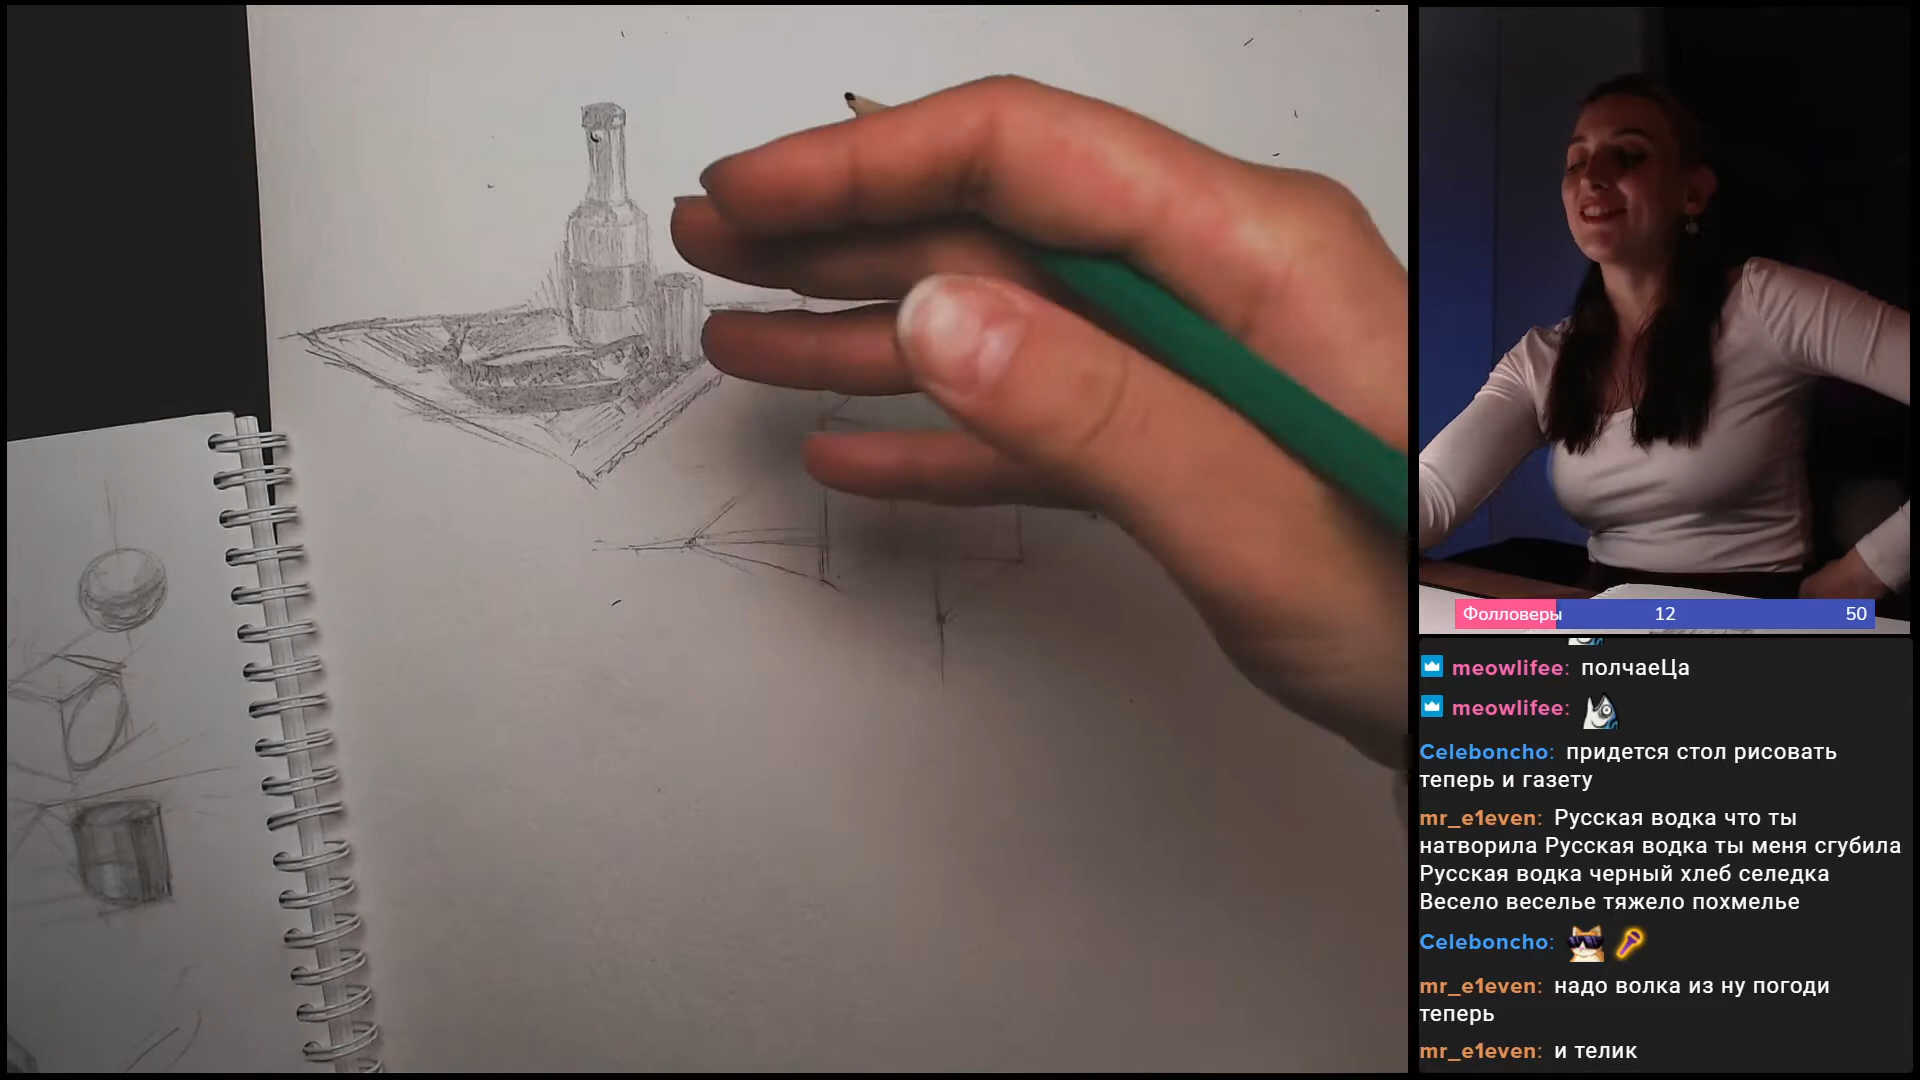 Фолловеры 12 50
meowlifee: полчаеЦа
meowlifee:
Celeboncho: придется стол рисовать
теперь и газету
mr_e1even: Русская водка что ты
натворила Русская водка ты меня сгубила
Русская водка черный хлеб селедка
Весело веселье тяжело похмелье
Celeboncho:
mr_e1even: надо волка из ну погоди
теперь
mr_e1even: и телик